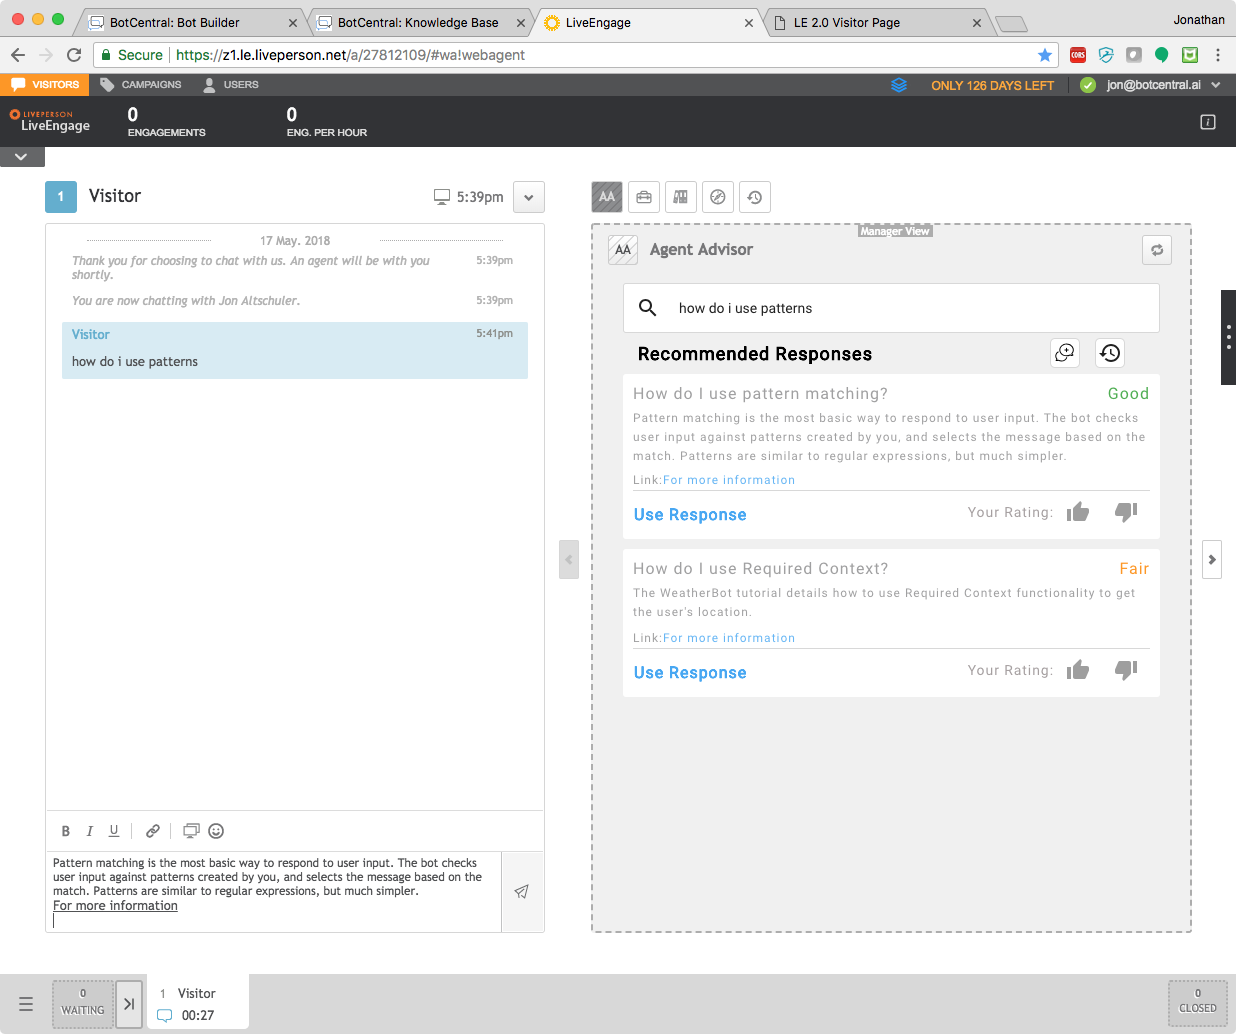 BotCentral: Bot Builder
BotCentral: Knowledge Base
LiveEngage
LE 2.0 Visitor Page
Jonathan
Secure
https://z1.le.liveperson.net/a/27812109/#wa!webagent
CORS
VISITORS
CAMPAIGNS
USERS
ONLY 126 DAYS LEFT
jon@botcentral.ai
LIVEPERSON
LiveEngage
0
ENGAGEMENTS
0
ENG. PER HOUR
1
Visitor
5:39pm
17 May. 2018
Thank you for choosing to chat with us. An agent will be with you
shortly.
5:39pm
You are now chatting with Jon Altschuler.
5:39pm
Visitor
5:41pm
how do i use patterns
B I U
Pattern matching is the most basic way to respond to user input. The bot checks
user input against patterns created by you, and selects the message based on the
match. Patterns are similar to regular expressions, but much simpler.
For more information
AA
Manager View
AA
Agent Advisor
how do i use patterns
Recommended Responses
How do I use pattern matching?
Good
Pattern matching is the most basic way to respond to user input. The bot checks
user input against patterns created by you, and selects the message based on the
match. Patterns are similar to regular expressions, but much simpler.
Link:For more information
Use Response
Your Rating:
How do I use Required Context?
Fair
The WeatherBot tutorial details how to use Required Context functionality to get
the user's location.
Link:For more information
Use Response
Your Rating:
0
WAITING
1 Visitor
00:27
0
CLOSED